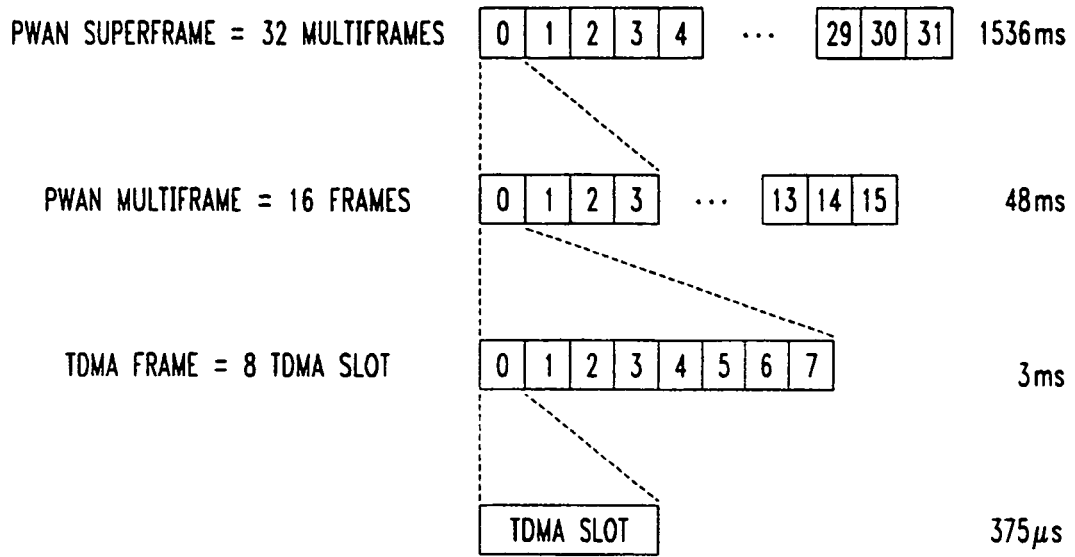 PWAN SUPERFRAME = 32 MULTIFRAMES 0 1 2 3 4 ... 29 30 31 1536ms
PWAN MULTIFRAME = 16 FRAMES 0 1 2 3 ... 13 14 15 48ms
TDMA FRAME = 8 TDMA SLOT 0 1 2 3 4 5 6 7 3ms
TDMA SLOT 375μs